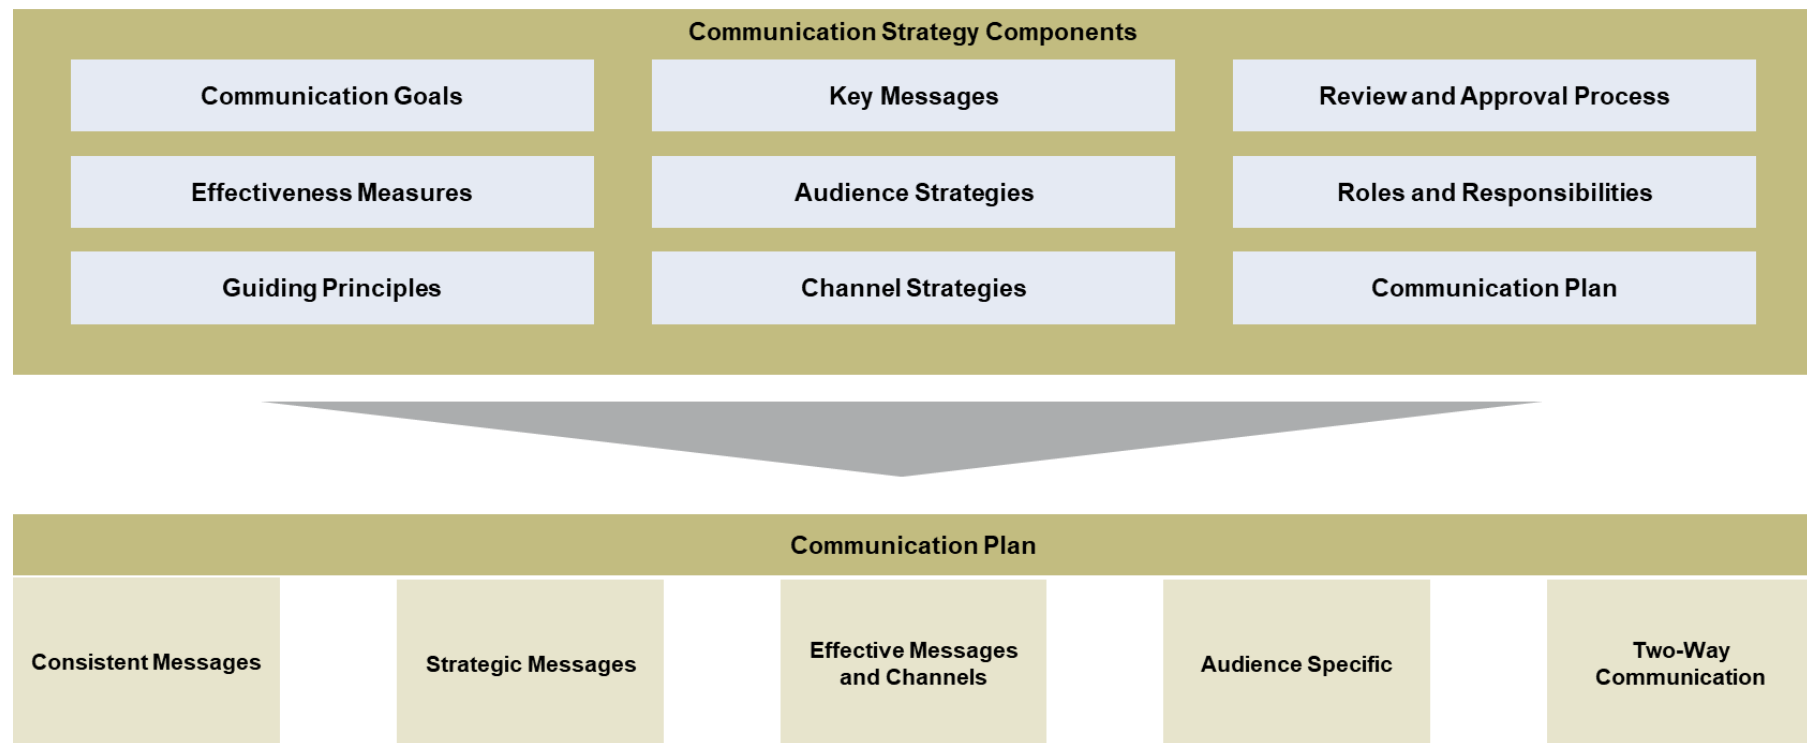 Communication Strategy Components
Communication Goals
Key Messages
Review and Approval Process
Effectiveness Measures
Audience Strategies
Roles and Responsibilities
Guiding Principles
Channel Strategies
Communication Plan
Communication Plan
Consistent Messages
Strategic Messages
Effective Messages
and Channels
Audience Specific
Two-Way
Communication